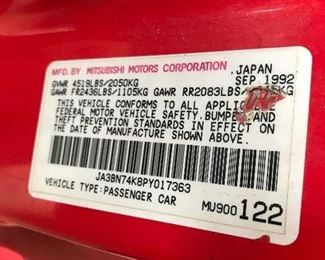 MFD. BY MITSUBISHI MOTORS CORPORATION, JAPAN
GVWR 4519LBS/2050KG SEP 1992
GAWR FR2436LBS/1105KG GAWR RR2083LBS/
THIS VEHICLE CONFORMS TO ALL APPLICABLE
FEDERAL MOTOR VEHICLE SAFETY, BUMPER, AND
THEFT PREVENTION STANDARDS IN EFFECT ON
THE DATE OF MANUFACTURE SHOWN ABOVE.
JA3BN74K8PY017363
VEHICLE TYPE:PASSENGER CAR MU900 122